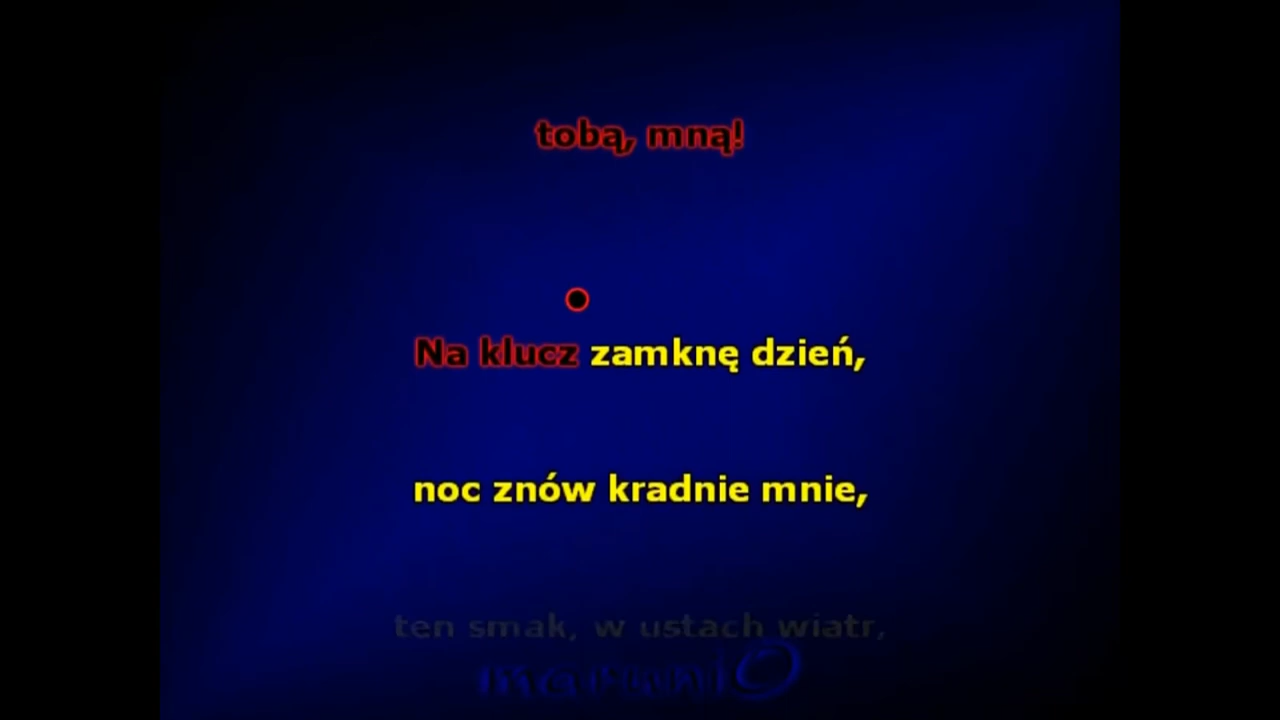 tobą, mną!
Na klucz zamknę dzień,
noc znów kradnie mnie,
ten smak, w ustach wiatr,